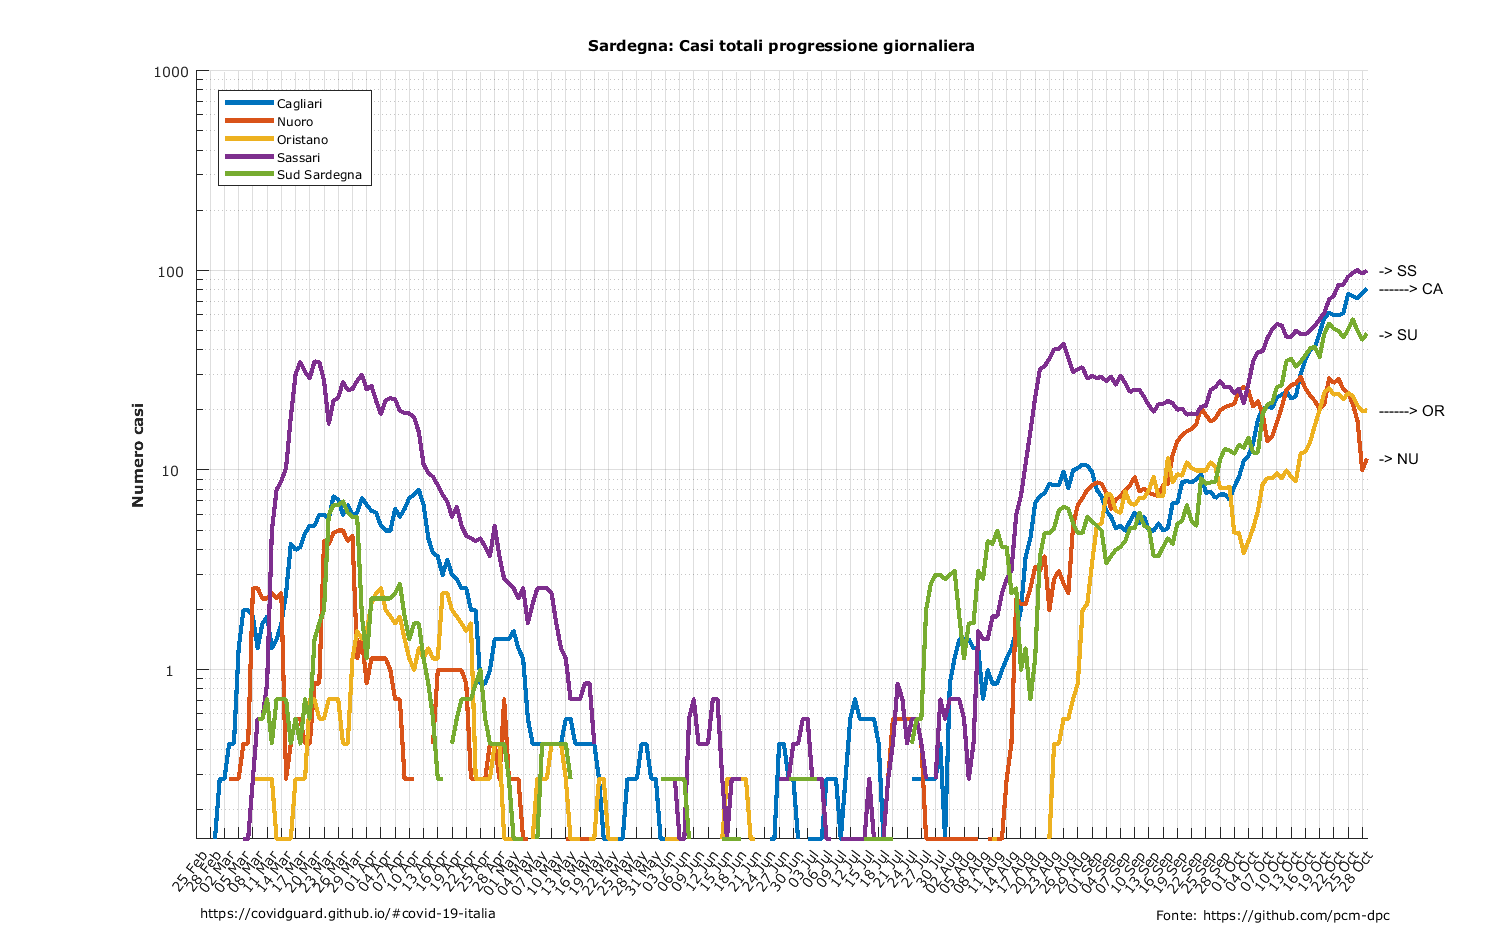 Sardegna: Casi totali progressione giornaliera
Numero casi
1000
100
10
1
Cagliari
Nuoro
Oristano
Sassari
Sud Sardegna
-> SS
------> CA
-> SU
------> OR
-> NU
25 Feb
28 Feb
02 Mar
05 Mar
08 Mar
11 Mar
14 Mar
17 Mar
20 Mar
23 Mar
26 Mar
29 Mar
01 Apr
04 Apr
07 Apr
10 Apr
13 Apr
16 Apr
19 Apr
22 Apr
25 Apr
28 Apr
01 May
04 May
07 May
10 May
13 May
16 May
19 May
22 May
25 May
28 May
31 May
03 Jun
06 Jun
09 Jun
12 Jun
15 Jun
18 Jun
21 Jun
24 Jun
27 Jun
30 Jun
03 Jul
06 Jul
09 Jul
12 Jul
15 Jul
18 Jul
21 Jul
24 Jul
27 Jul
30 Jul
02 Aug
05 Aug
08 Aug
11 Aug
14 Aug
17 Aug
20 Aug
23 Aug
26 Aug
29 Aug
01 Sep
04 Sep
07 Sep
10 Sep
13 Sep
16 Sep
19 Sep
22 Sep
25 Sep
28 Sep
01 Oct
04 Oct
07 Oct
10 Oct
13 Oct
16 Oct
19 Oct
22 Oct
25 Oct
28 Oct
https://covidguard.github.io/#covid-19-italia
Fonte: https://github.com/pcm-dpc